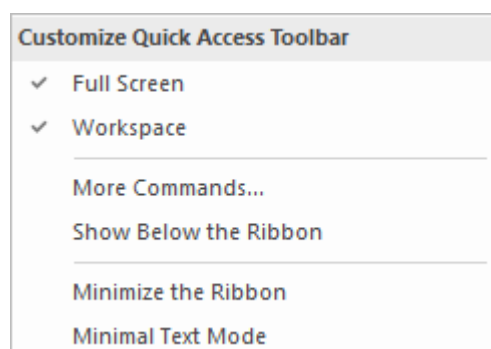 Customize Quick Access Toolbar
Full Screen
Workspace
More Commands...
Show Below the Ribbon
Minimize the Ribbon
Minimal Text Mode